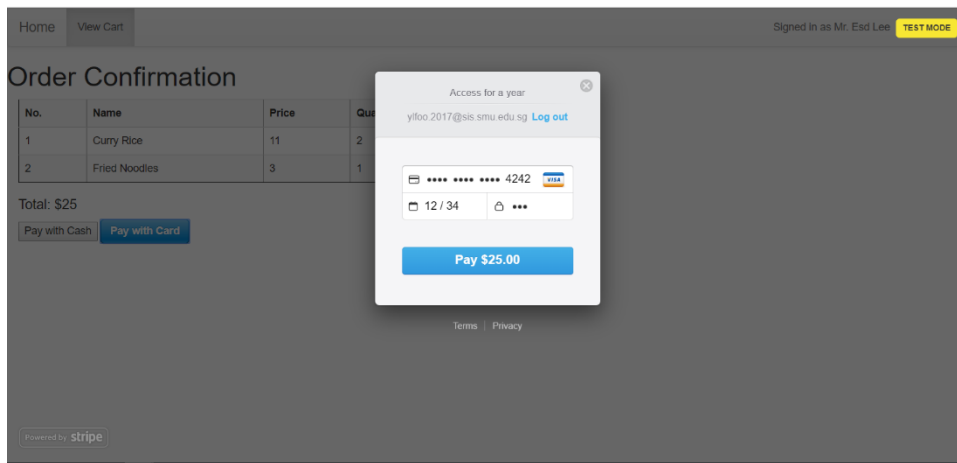 Home View Cart Signed in as Mr. Esd Lee TEST MODE
Order Confirmation
No. Name Price Qua
1 Curry Rice 11 2
2 Fried Noodles 3 1
Total: $25
Pay with Cash Pay with Card
Access for a year
ylfoo.2017@sis.smu.edu.sg Log out
•••• •••• •••• 4242 VISA
12 / 34 •••
Pay $25.00
Terms Privacy
Powered by stripe